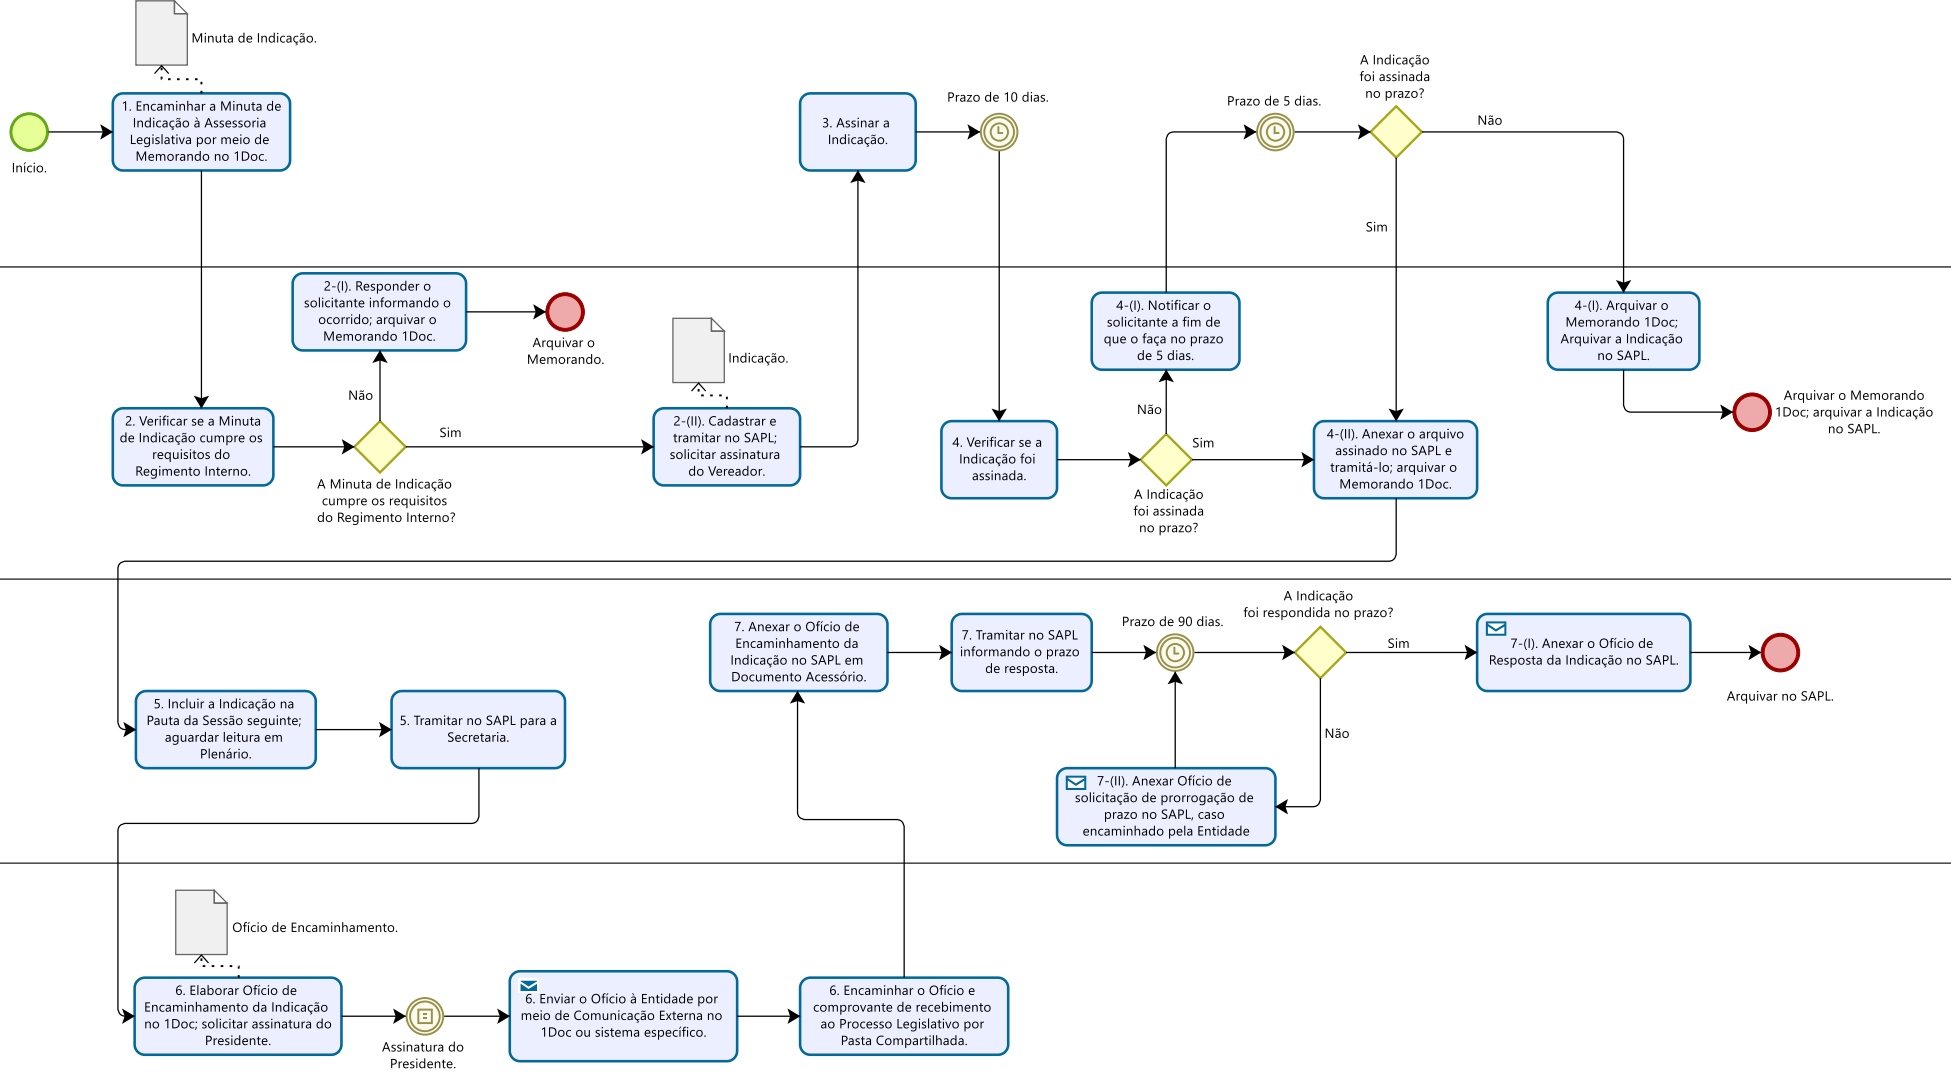 Minuta de Indicação.
1. Encaminhar a Minuta de
Indicação à Assessoria
Legislativa por meio de
Memorando no 1Doc.
Início.
3. Assinar a
Indicação.
Prazo de 10 dias.
Prazo de 5 dias.
A Indicação
foi assinada
no prazo?
Não
Sim
2-(I). Responder o
solicitante informando o
ocorrido; arquivar o
Memorando 1Doc.
Arquivar o
Memorando.
Não
2. Verificar se a Minuta
de Indicação cumpre os
requisitos do
Regimento Interno.
Sim
A Minuta de Indicação
cumpre os requisitos
do Regimento Interno?
Indicação.
2-(II). Cadastrar e
tramitar no SAPL;
solicitar assinatura
do Vereador.
4. Verificar se a
Indicação foi
assinada.
4-(I). Notificar o
solicitante a fim de
que o faça no prazo
de 5 dias.
Não
Sim
A Indicação
foi assinada
no prazo?
4-(II). Anexar o arquivo
assinado no SAPL e
tramitá-lo; arquivar o
Memorando 1Doc.
4-(I). Arquivar o
Memorando 1Doc;
Arquivar a Indicação
no SAPL.
Arquivar o Memorando
1Doc; arquivar a Indicação
no SAPL.
5. Incluir a Indicação na
Pauta da Sessão seguinte;
aguardar leitura em
Plenário.
5. Tramitar no SAPL para a
Secretaria.
7. Anexar o Ofício de
Encaminhamento da
Indicação no SAPL em
Documento Acessório.
7. Tramitar no SAPL
informando o prazo
de resposta.
Prazo de 90 dias.
A Indicação
foi respondida no prazo?
Sim
7-(I). Anexar o Ofício de
Resposta da Indicação no SAPL.
Arquivar no SAPL.
Não
7-(II). Anexar Ofício de
solicitação de prorrogação de
prazo no SAPL, caso
encaminhado pela Entidade
Ofício de Encaminhamento.
6. Elaborar Ofício de
Encaminhamento da Indicação
no 1Doc; solicitar assinatura do
Presidente.
Assinatura do
Presidente.
6. Enviar o Ofício à Entidade por
meio de Comunicação Externa no
1Doc ou sistema específico.
6. Encaminhar o Ofício e
comprovante de recebimento
ao Processo Legislativo por
Pasta Compartilhada.